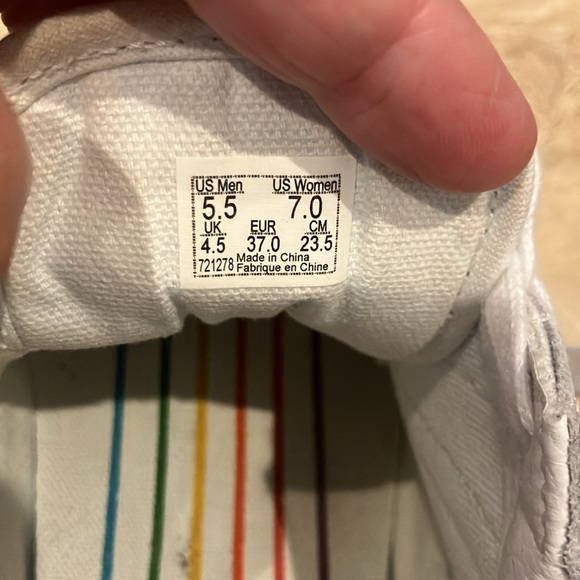 US Men US Women
5.5 7.0
UK EUR CM
4.5 37.0 23.5
721278 Made in China
Fabrique en Chine